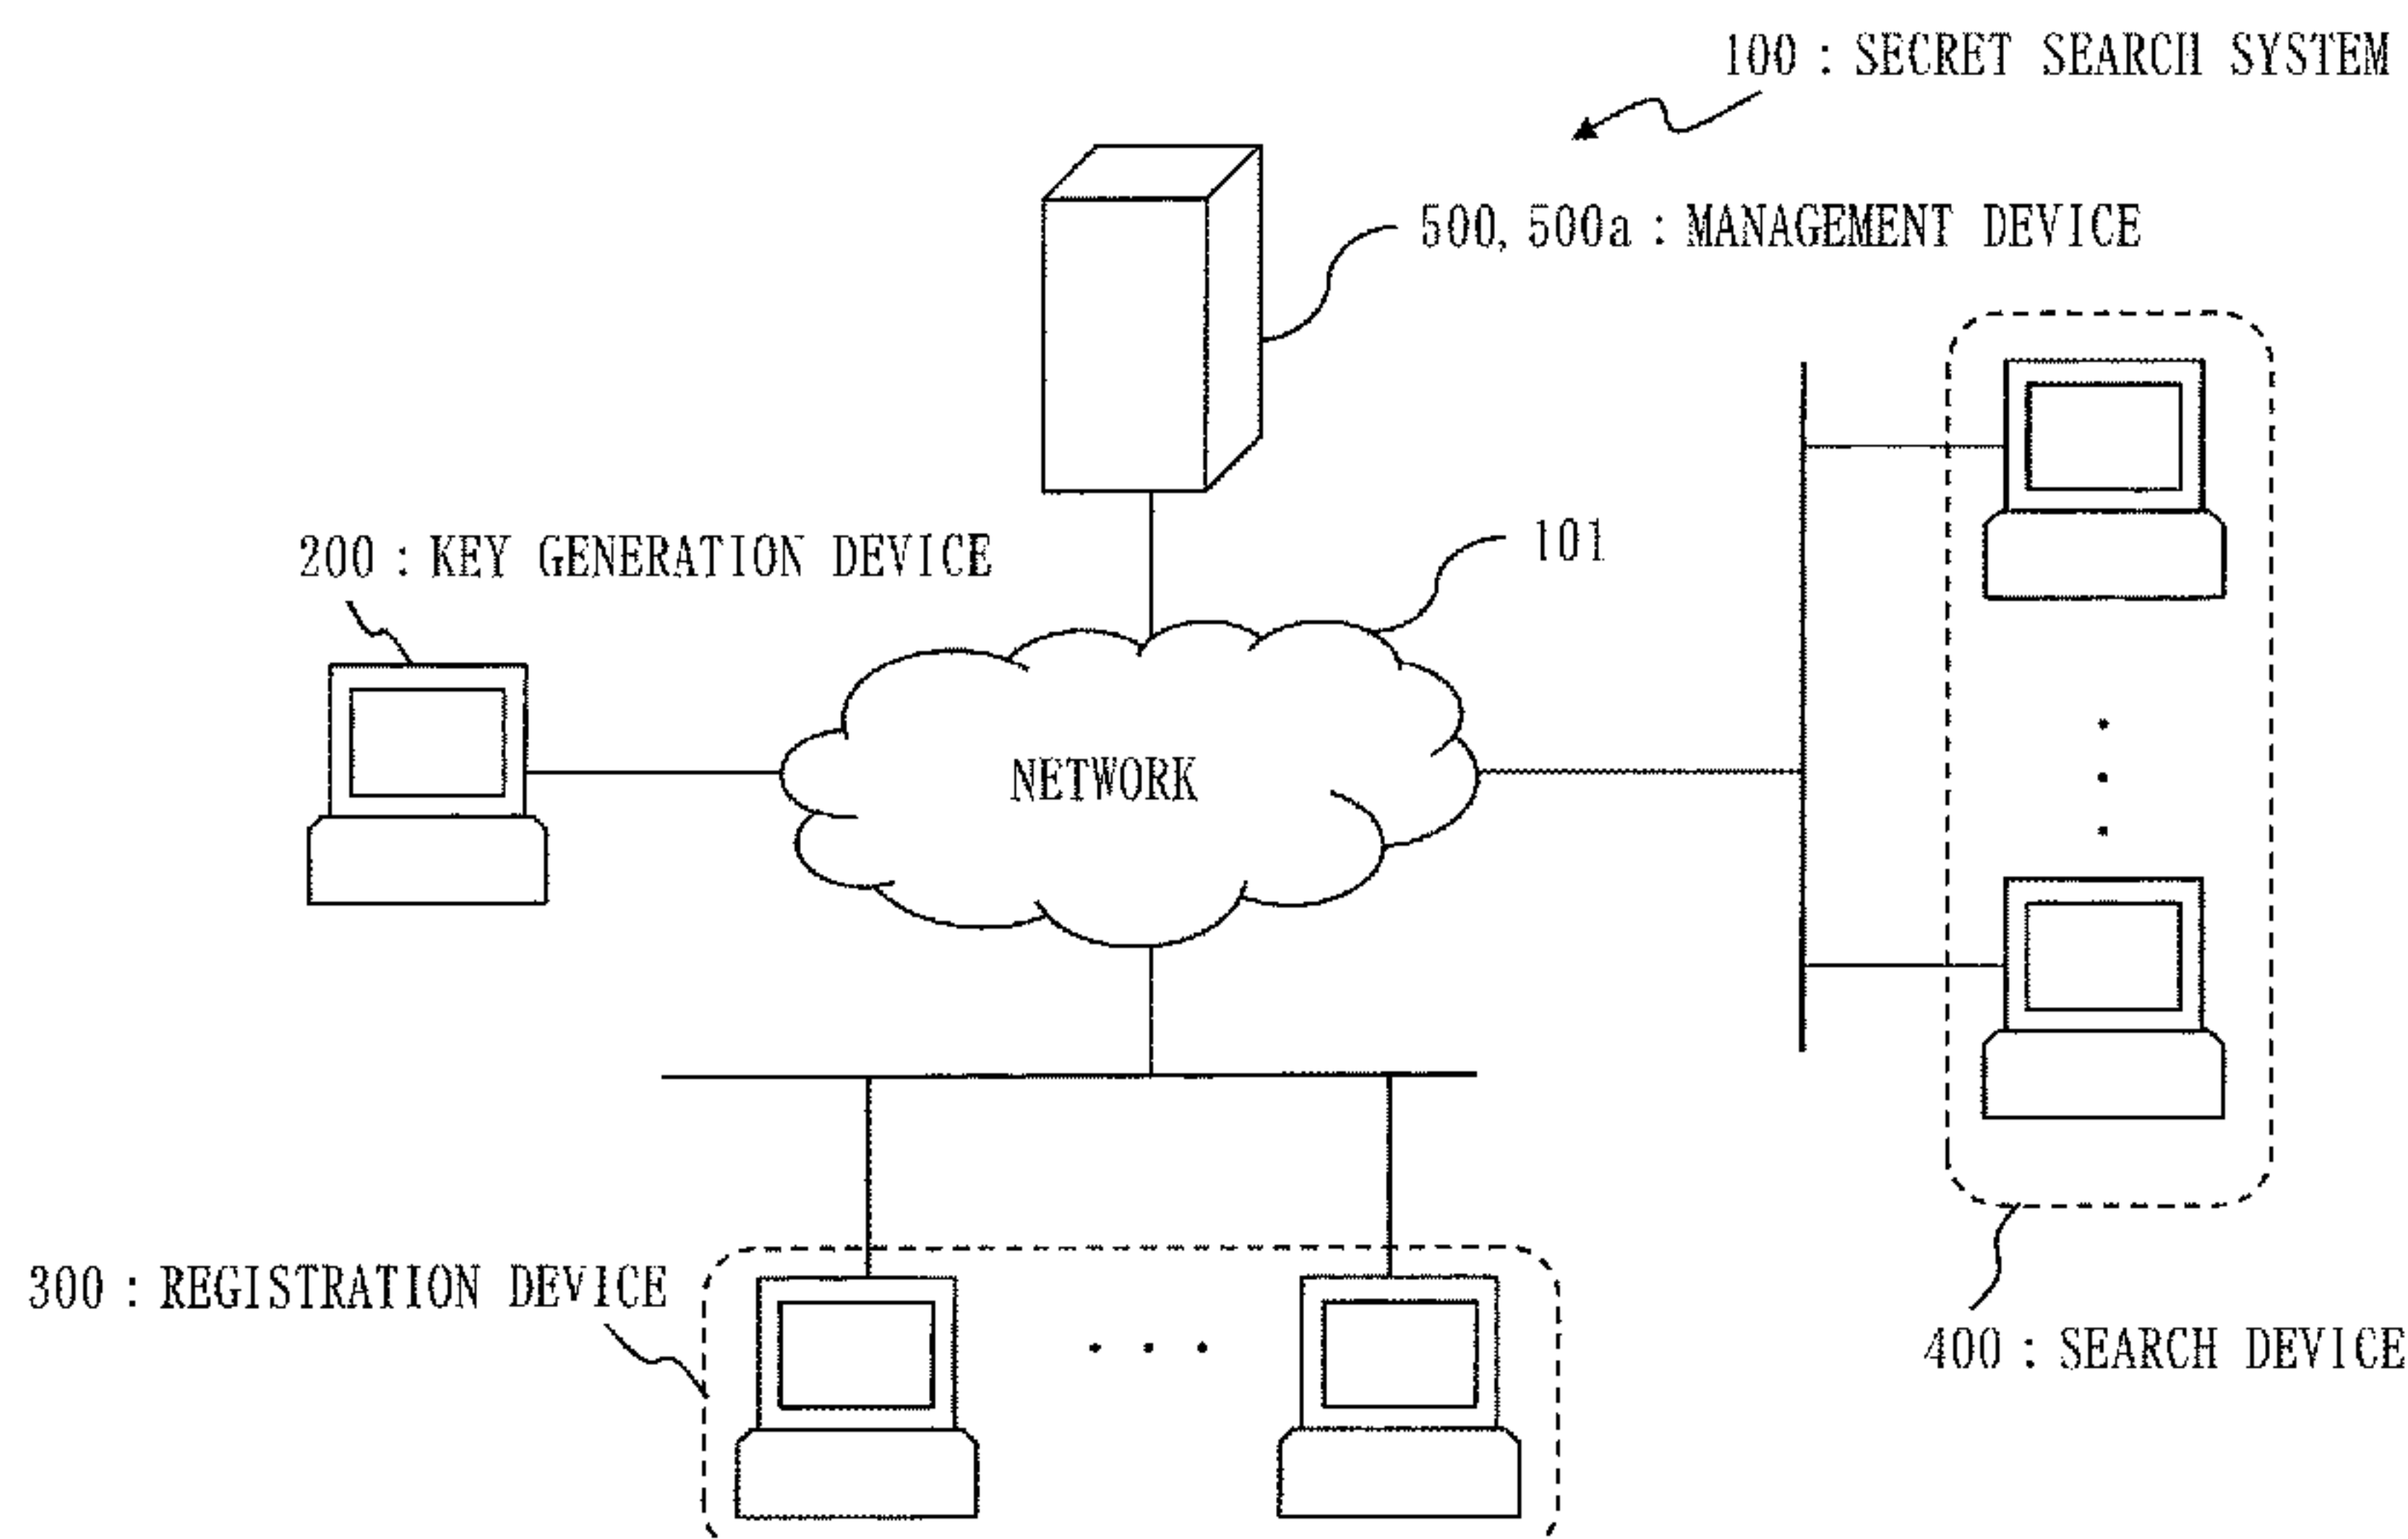 100 : SECRET SEARCH SYSTEM
500, 500a : MANAGEMENT DEVICE
200 : KEY GENERATION DEVICE
101
NETWORK
300 : REGISTRATION DEVICE
400 : SEARCH DEVICE